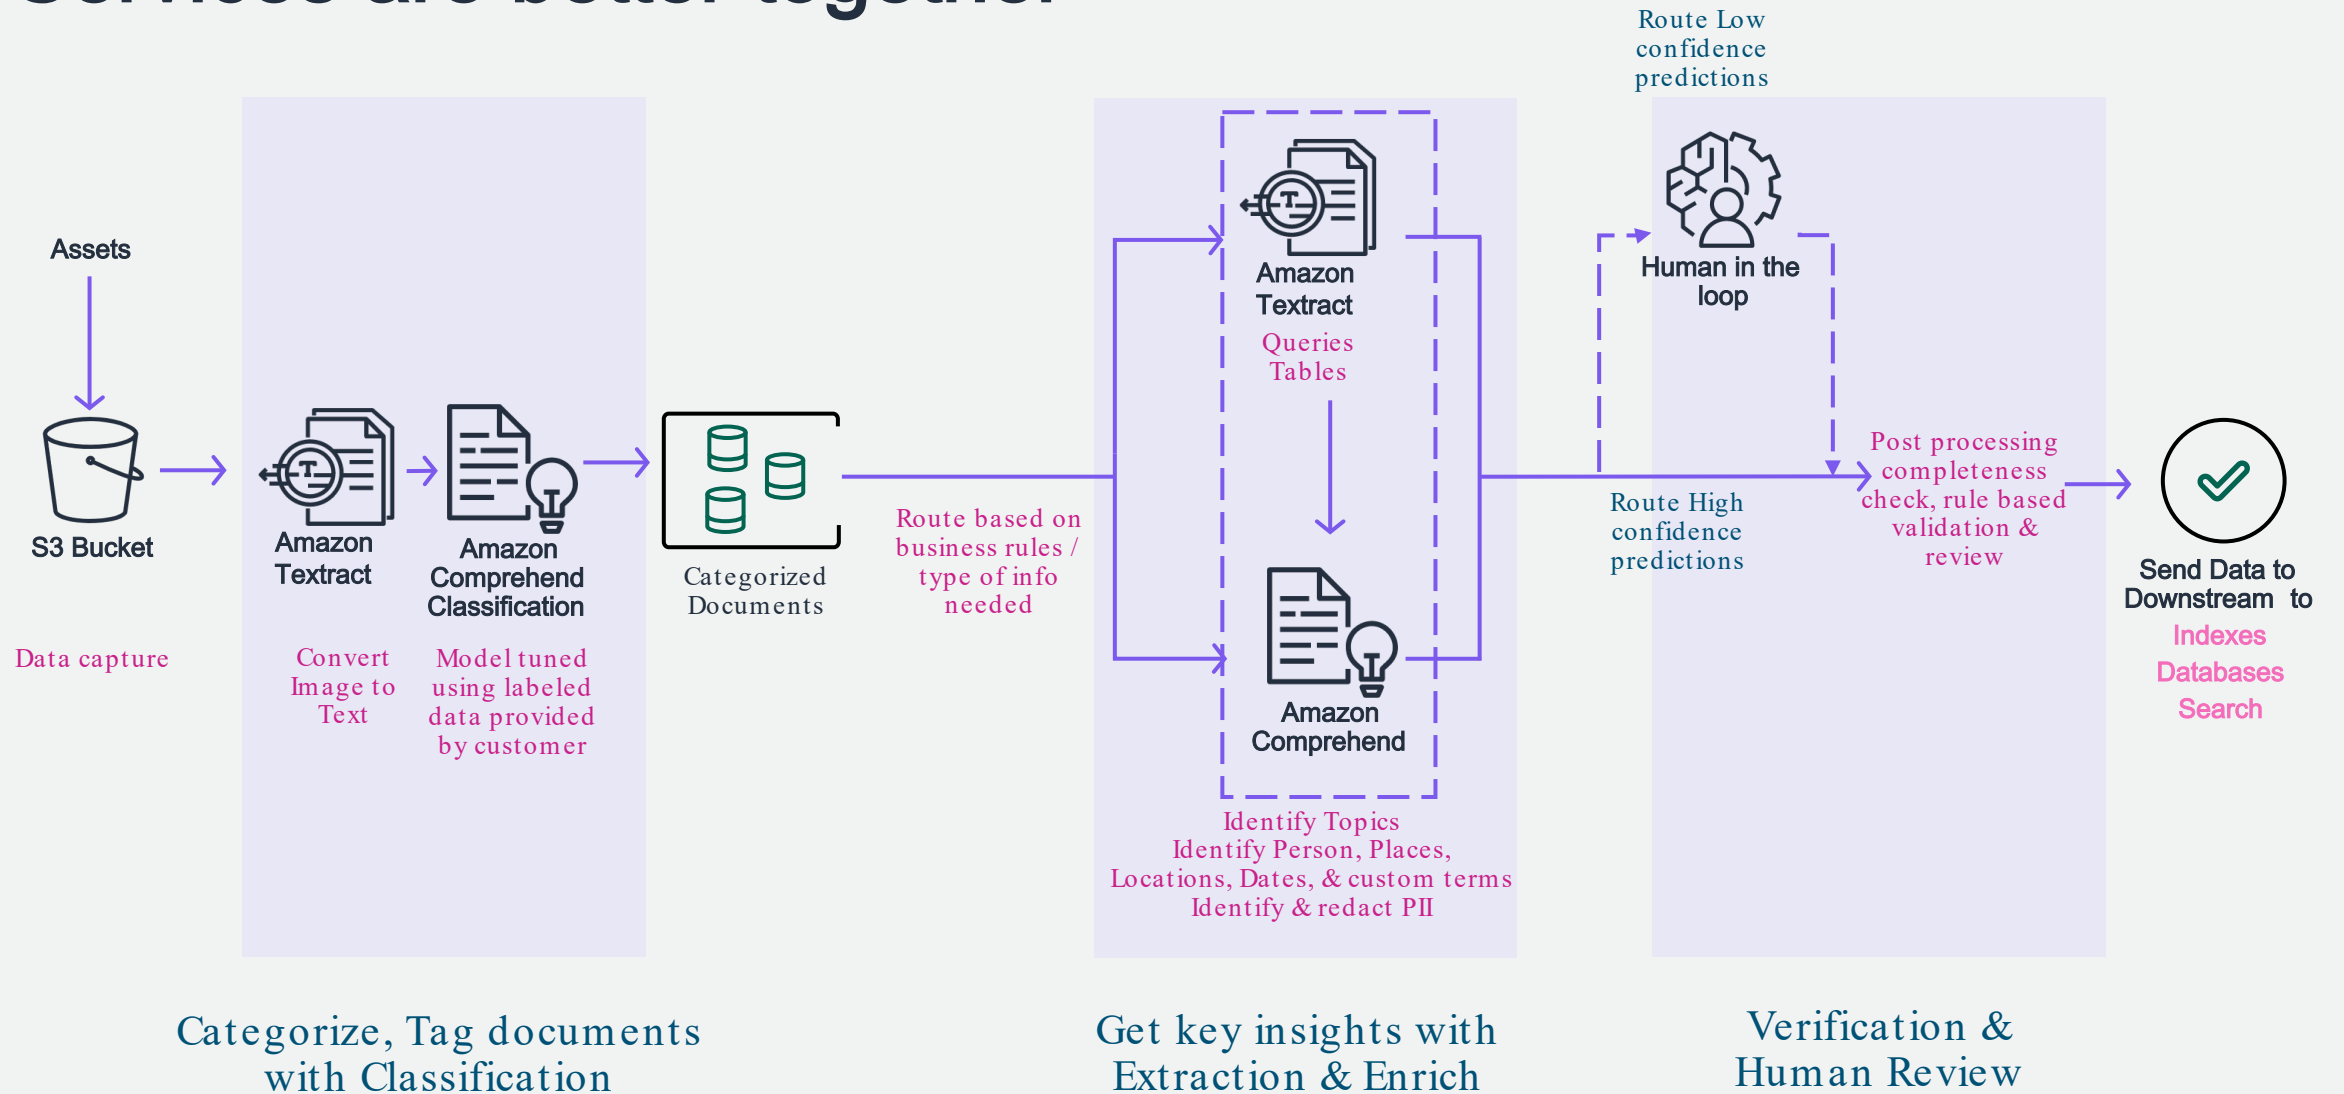 Services are better together
Route Low
confidence
predictions
Assets
S3 Bucket
Data capture
Amazon
Textract
Convert
Image to
Text
Amazon
Comprehend
Classification
Model tuned
using labeled
data provided
by customer
Categorized
Documents
Route based on
business rules /
type of info
needed
Amazon
Textract
Queries
Tables
Amazon
Comprehend
Identify Topics
Identify Person, Places,
Locations, Dates, & custom terms
Identify & redact PII
Human in the
loop
Route High
confidence
predictions
Post processing
completeness
check, rule based
validation &
review
Send Data to
Downstream to
Indexes
Databases
Search
Categorize, Tag documents
with Classification
Get key insights with
Extraction & Enrich
Verification &
Human Review